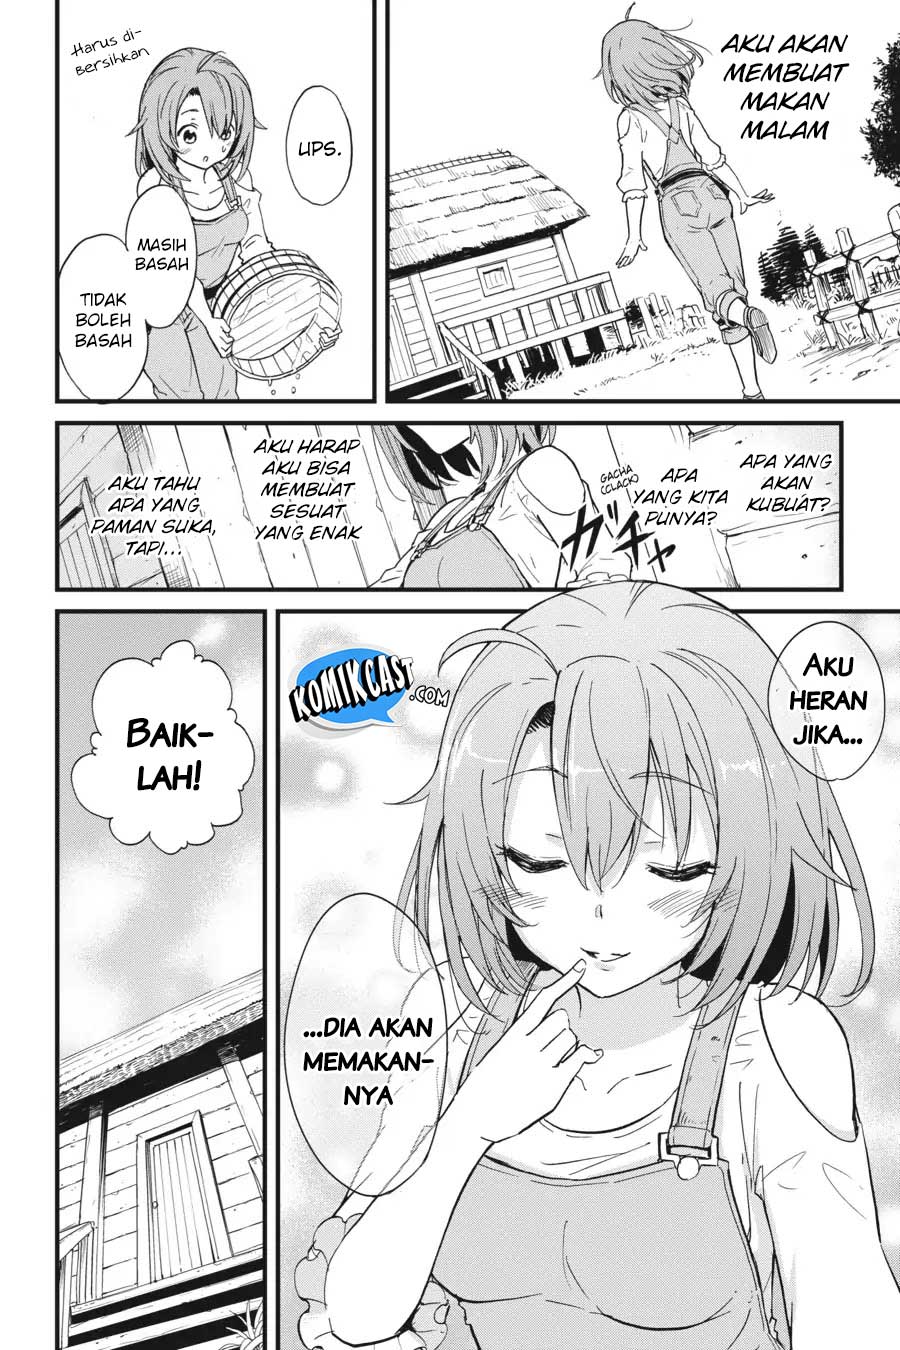 AKU AKAN
MEMBUAT
MAKAN
MALAM
UPS.
Harus di-
Bersihkan
MASIH
BASAH
TIDAK
BOLEH
BASAH
APA YANG
AKAN
KUBUAT?
APA
YANG KITA
PUNYA?
GACHA
(CLACK)
ガチャ
AKU HARAP
AKU BISA
MEMBUAT
SESUAT
YANG ENAK
AKU TAHU
APA YANG
PAMAN SUKA,
TAPI...
AKU
HERAN
JIKA...
KOMIKCAST
.COM
...DIA AKAN
MEMAKAN-
NYA
BAIK-
LAH!